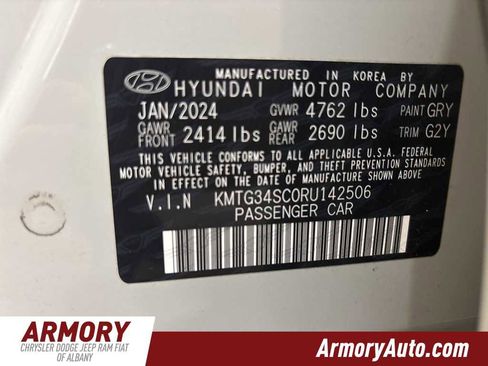 MANUFACTURED IN KOREA BY
HYUNDAI MOTOR COMPANY
JAN/2024 GVWR 4762 lbs PAINT GRY
GAWR FRONT 2414 lbs GAWR REAR 2690 lbs TRIM G2Y
THIS VEHICLE CONFORMS TO ALL APPLICABLE U.S.A. FEDERAL
MOTOR VEHICLE SAFETY, BUMPER, AND THEFT PREVENTION STANDARDS
IN EFFECT ON THE DATE OF MANUFACTURE SHOWN ABOVE.
V.I.N KMTG34SC0RU142506
PASSENGER CAR
ARMORY
CHRYSLER DODGE JEEP RAM FIAT
OF ALBANY
ArmoryAuto.com